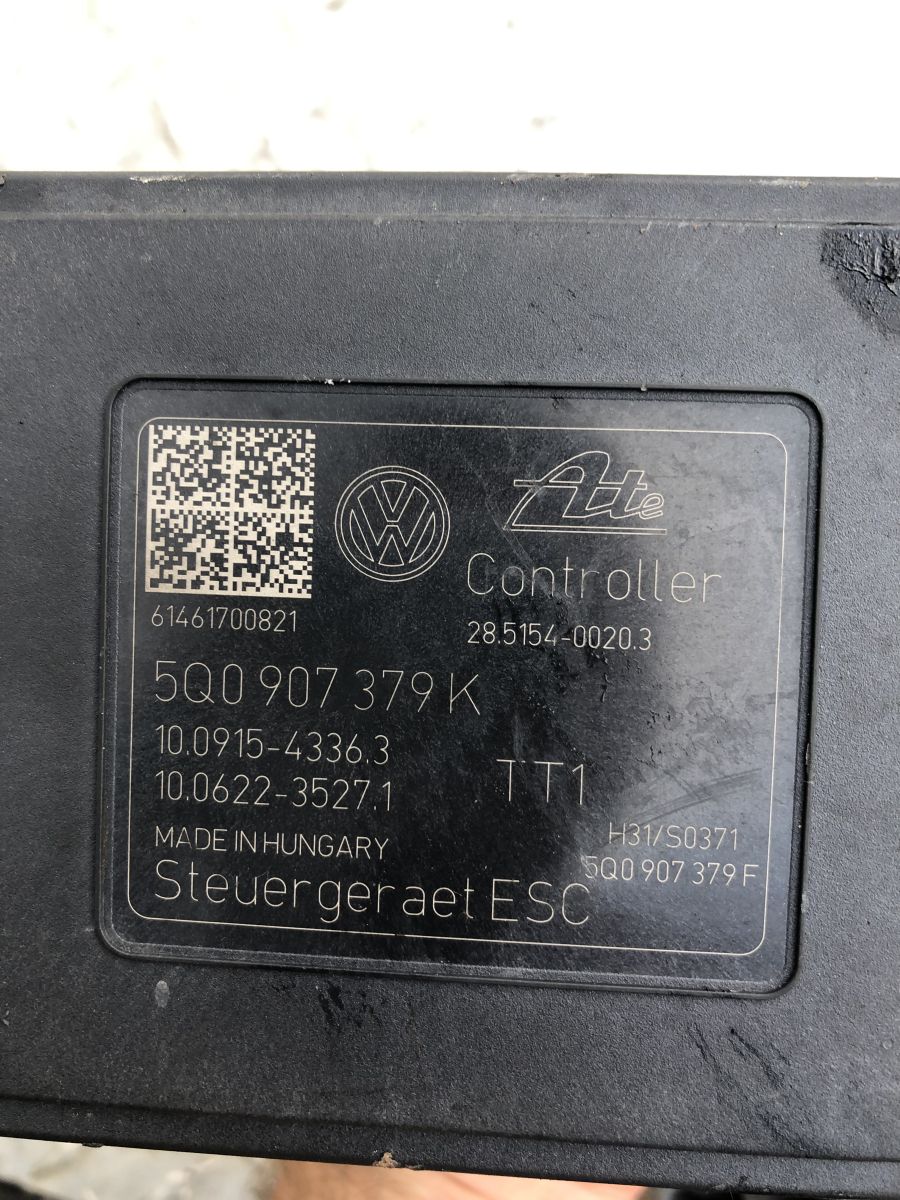 Ate
Controller
61461700821
28.5154-0020.3
5Q0 907 379 K
10.0915-4336.3
10.0622-3527.1
TT1
MADE IN HUNGARY
H31/S0371
5Q0 907 379 F
Steuergeraet ESC